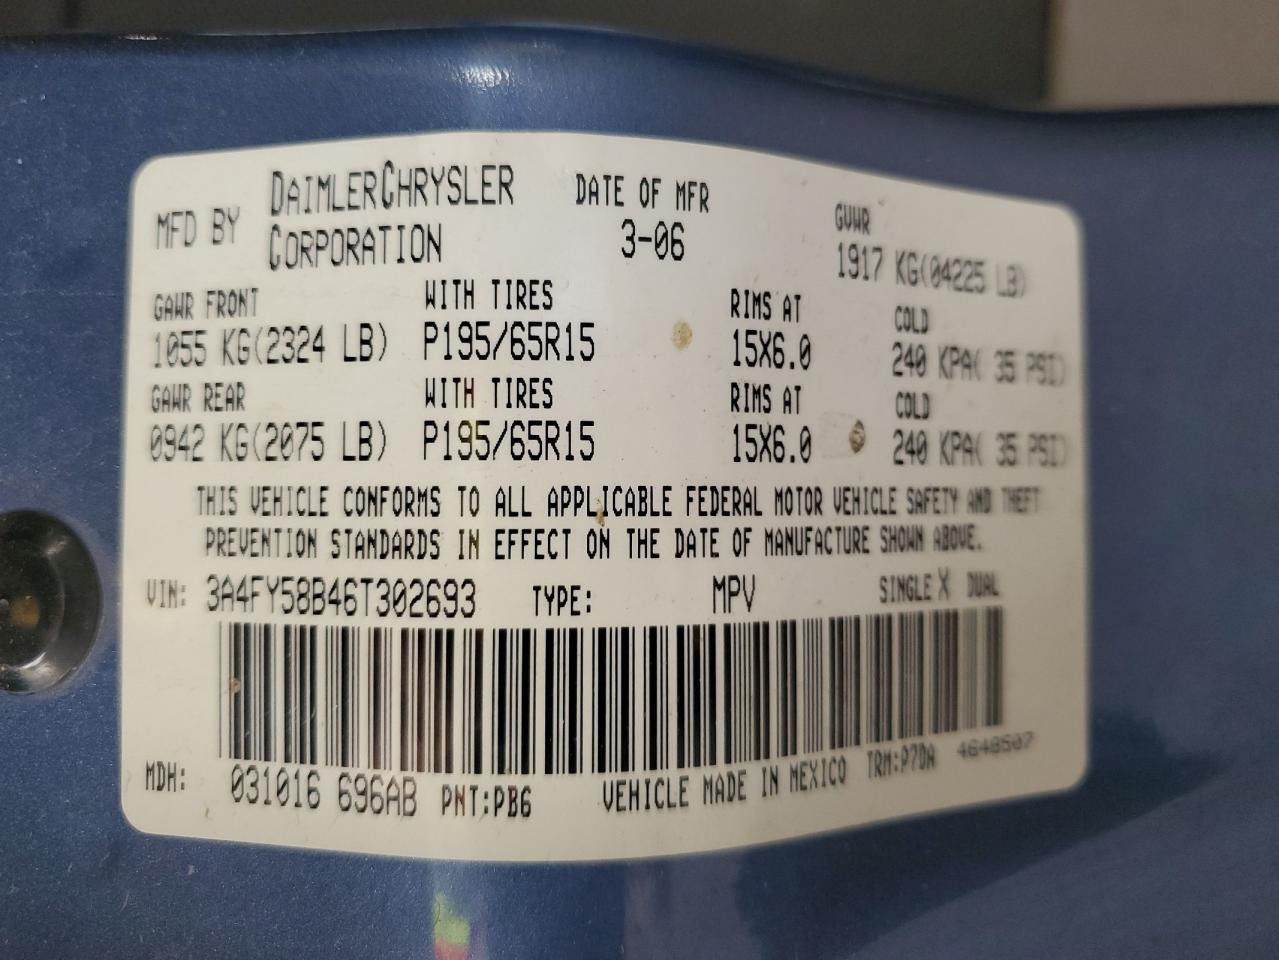 MFD BY DAIMLERCHRYSLER CORPORATION DATE OF MFR 3-06 GVWR 1917 KG(04225 LB)
GAWR FRONT WITH TIRES RIMS AT COLD
1055 KG(2324 LB) P195/65R15 15X6.0 240 KPA( 35 PSI)
GAWR REAR WITH TIRES RIMS AT COLD
0942 KG(2075 LB) P195/65R15 15X6.0 240 KPA( 35 PSI)
THIS VEHICLE CONFORMS TO ALL APPLICABLE FEDERAL MOTOR VEHICLE SAFETY AND THEFT
PREVENTION STANDARDS IN EFFECT ON THE DATE OF MANUFACTURE SHOWN ABOVE.
VIN: 3A4FY58B46T302693 TYPE: MPV SINGLE X DUAL
MDH: 031016 696AB PNT:PB6 VEHICLE MADE IN MEXICO TRM:P7DA 4648507